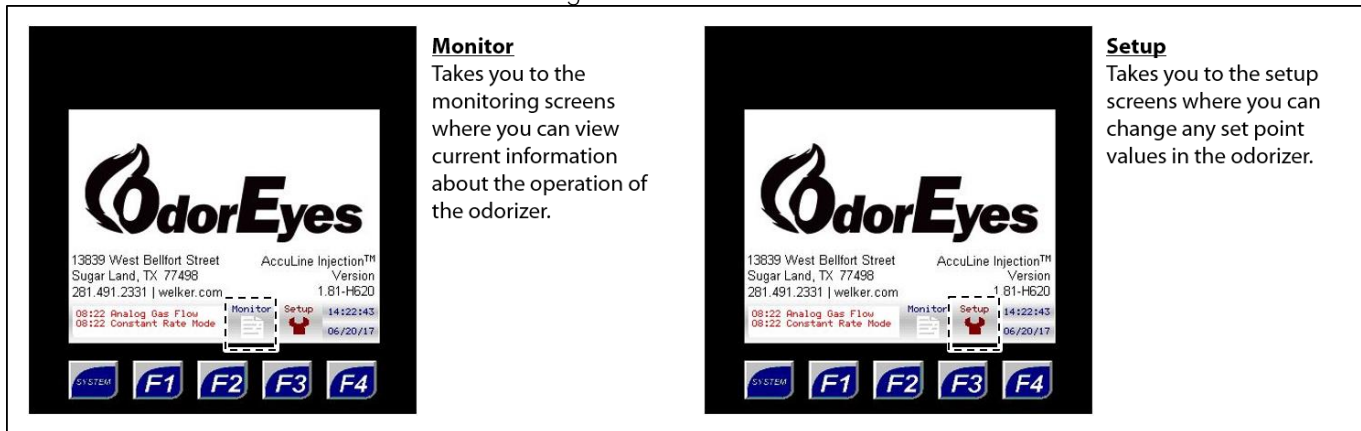 OdorEyes
13839 West Bellfort Street
Sugar Land, TX 77498
281.491.2331 | welker.com
AccuLine Injection™
Version
1.81-H620
08:22 Analog Gas Flow
08:22 Constant Rate Mode
Monitor
Setup
14:22:43
06/20/17
SYSTEM
F1
F2
F3
F4
Monitor
Takes you to the
monitoring screens
where you can view
current information
about the operation of
the odorizer.
OdorEyes
13839 West Bellfort Street
Sugar Land, TX 77498
281.491.2331 | welker.com
AccuLine Injection™
Version
1.81-H620
08:22 Analog Gas Flow
08:22 Constant Rate Mode
Monitor
Setup
14:22:43
06/20/17
SYSTEM
F1
F2
F3
F4
Setup
Takes you to the setup
screens where you can
change any set point
values in the odorizer.